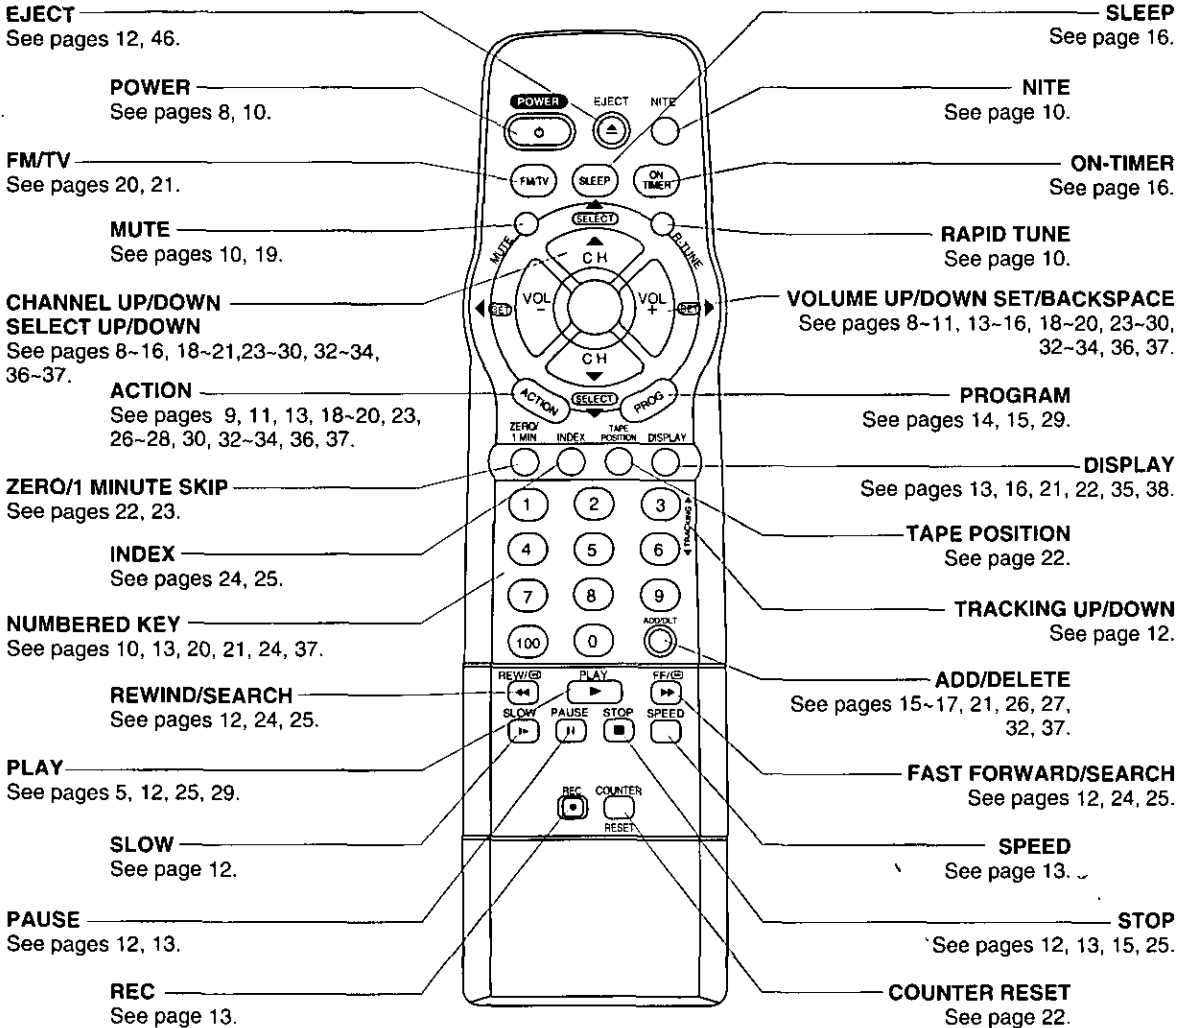 EJECT
See pages 12, 46.
POWER
See pages 8, 10.
FM/TV
See pages 20, 21.
MUTE
See pages 10, 19.
CHANNEL UP/DOWN
SELECT UP/DOWN
See pages 8~16, 18~21,23~30, 32~34,
36~37.
ACTION
See pages 9, 11, 13, 18~20, 23,
26~28, 30, 32~34, 36, 37.
ZERO/1 MINUTE SKIP
See pages 22, 23.
INDEX
See pages 24, 25.
NUMBERED KEY
See pages 10, 13, 20, 21, 24, 37.
REWIND/SEARCH
See pages 12, 24, 25.
PLAY
See pages 5, 12, 25, 29.
SLOW
See page 12.
PAUSE
See pages 12, 13.
REC
See page 13.
POWER EJECT NITE
FM/TV SLEEP ON TIMER
SELECT
MUTE R-TUNE
CH
VOL - VOL +
SET SET
CH
ACTION SELECT PROG
ZERO/ 1 MIN INDEX TAPE POSITION DISPLAY
1 2 3
TRACKING
4 5 6
7 8 9
ADD/DLT
100 0
REW/ PLAY FF/
SLOW PAUSE STOP SPEED
REC COUNTER
RESET
SLEEP
See page 16.
NITE
See page 10.
ON-TIMER
See page 16.
RAPID TUNE
See page 10.
VOLUME UP/DOWN SET/BACKSPACE
See pages 8~11, 13~16, 18~20, 23~30,
32~34, 36, 37.
PROGRAM
See pages 14, 15, 29.
DISPLAY
See pages 13, 16, 21, 22, 35, 38.
TAPE POSITION
See page 22.
TRACKING UP/DOWN
See page 12.
ADD/DELETE
See pages 15~17, 21, 26, 27,
32, 37.
FAST FORWARD/SEARCH
See pages 12, 24, 25.
SPEED
See page 13.
STOP
See pages 12, 13, 15, 25.
COUNTER RESET
See page 22.